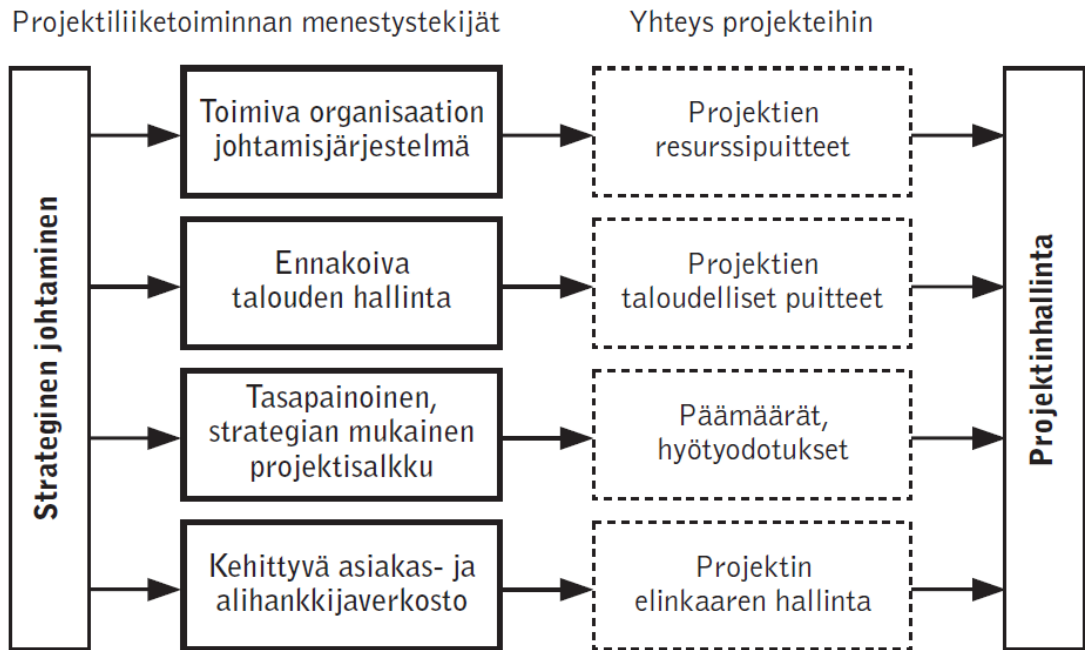 Projektiliiketoiminnan menestystekijät
Yhteys projekteihin
Strateginen johtaminen
Toimiva organisaation
johtamisjärjestelmä
Projektien
resurssipuitteet
Ennakoiva
talouden hallinta
Projektien
taloudelliset puitteet
Tasapainoinen,
strategian mukainen
projektisalkku
Päämäärät,
hyötyodotukset
Kehittyvä asiakas- ja
alihankkijaverkosto
Projektin
elinkaaren hallinta
Projektinhallinta